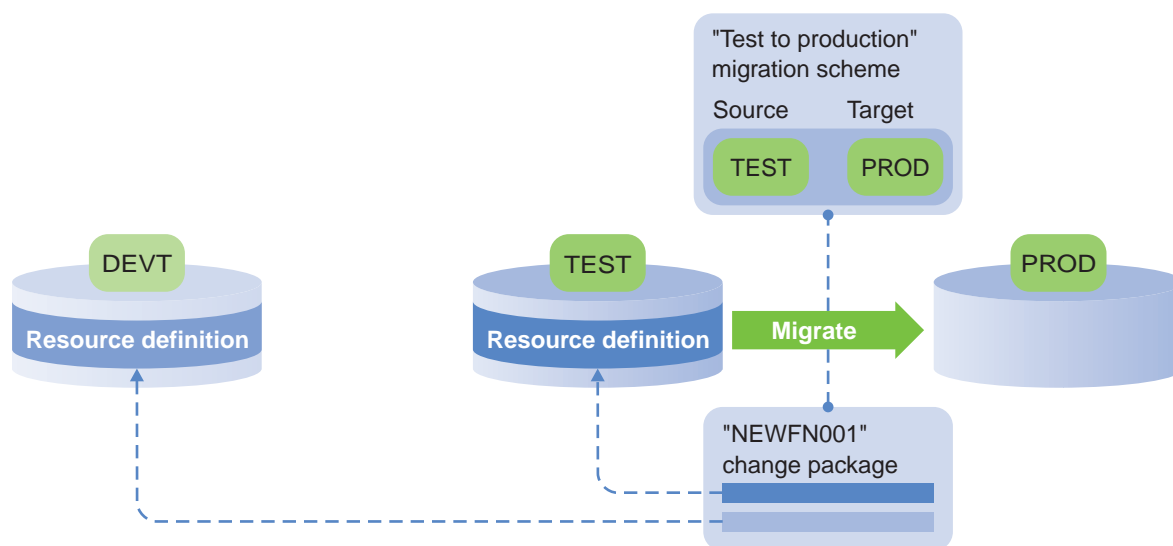 "Test to production"
migration scheme
Source Target
TEST PROD
DEVT TEST PROD
Resource definition Resource definition Migrate
"NEWFN001"
change package